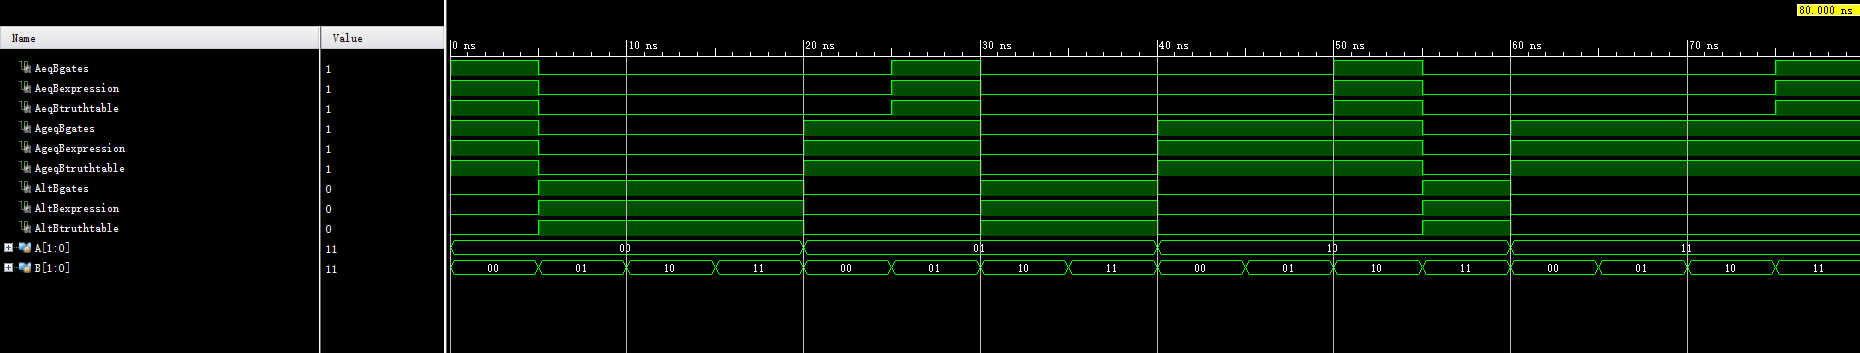 80.000 ns
Name Value
0 ns 10 ns 20 ns 30 ns 40 ns 50 ns 60 ns 70 ns
AeqBgates 1
AeqBexpression 1
AeqBtruthtable 1
AgeqBgates 1
AgeqBexpression 1
AgeqBtruthtable 1
AltBgates 0
AltBexpression 0
AltBtruthtable 0
A[1:0] 11 00 01 10 11
B[1:0] 11 00 01 10 11 00 01 10 11 00 01 10 11 00 01 10 11